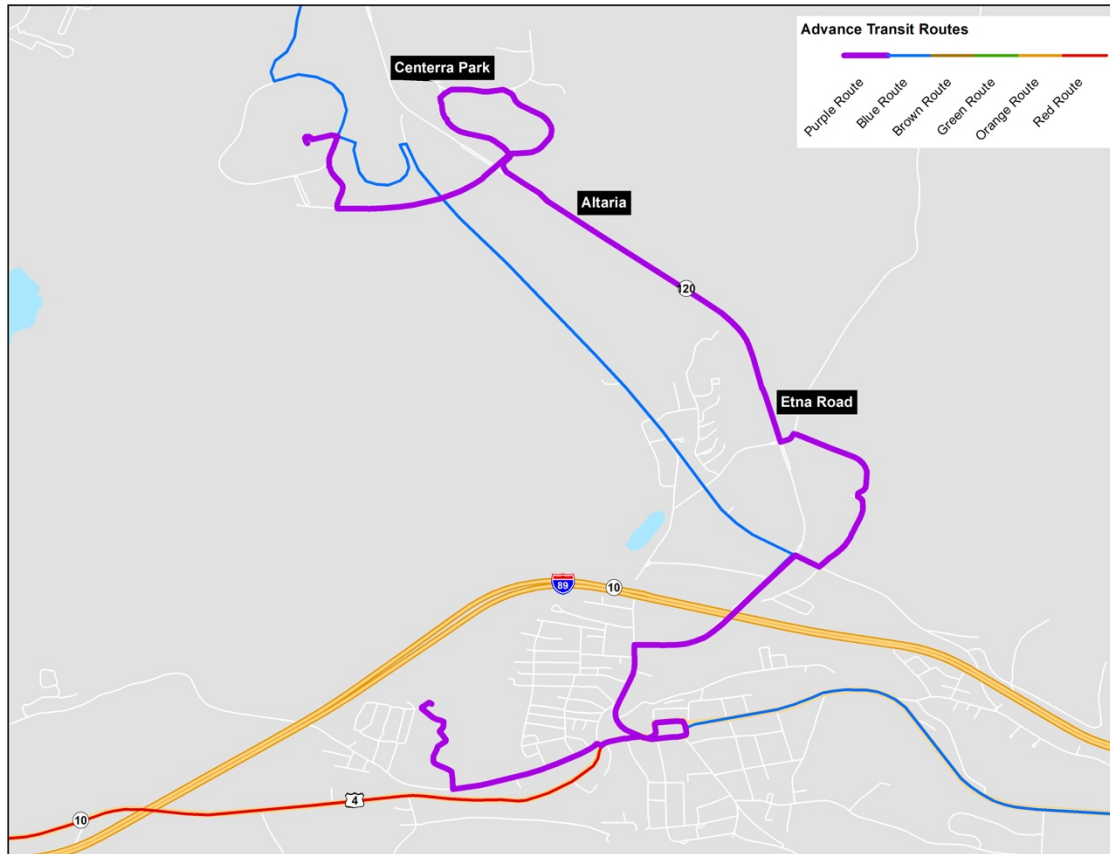 Advance Transit Routes
Purple Route
Blue Route
Brown Route
Green Route
Orange Route
Red Route
Centerra Park
Altaria
120
Etna Road
89
10
4
10